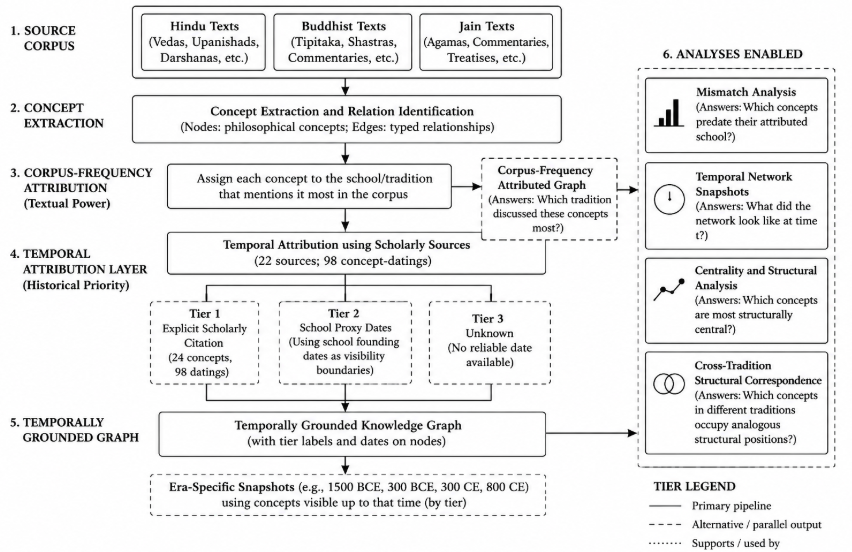 1. SOURCE
CORPUS
Hindu Texts
(Vedas, Upanishads,
Darshanas, etc.)
Buddhist Texts
(Tipitaka, Shastras,
Commentaries, etc.)
Jain Texts
(Agamas, Commentaries,
Treatises, etc.)
2. CONCEPT
EXTRACTION
Concept Extraction and Relation Identification
(Nodes: philosophical concepts; Edges: typed relationships)
3. CORPUS-FREQUENCY
ATTRIBUTION
(Textual Power)
Assign each concept to the school/tradition
that mentions it most in the corpus
Corpus-Frequency
Attributed Graph
(Answers: Which tradition
discussed these concepts
most?)
4. TEMPORAL
ATTRIBUTION LAYER
(Historical Priority)
Temporal Attribution using Scholarly Sources
(22 sources; 98 concept-datings)
Tier 1
Explicit Scholarly
Citation
(24 concepts,
98 datings)
Tier 2
School Proxy Dates
(Using school founding
dates as visibility
boundaries)
Tier 3
Unknown
(No reliable date
available)
5. TEMPORALLY
GROUNDED GRAPH
Temporally Grounded Knowledge Graph
(with tier labels and dates on nodes)
Era-Specific Snapshots (e.g., 1500 BCE, 300 BCE, 300 CE, 800 CE)
using concepts visible up to that time (by tier)
6. ANALYSES ENABLED
Mismatch Analysis
(Answers: Which concepts
predate their attributed
school?)
Temporal Network
Snapshots
(Answers: What did the
network look like at time
t?)
Centrality and Structural
Analysis
(Answers: Which concepts
are most structurally
central?)
Cross-Tradition
Structural Correspondence
(Answers: Which concepts
in different traditions
occupy analogous
structural positions?)
TIER LEGEND
Primary pipeline
Alternative / parallel output
Supports / used by